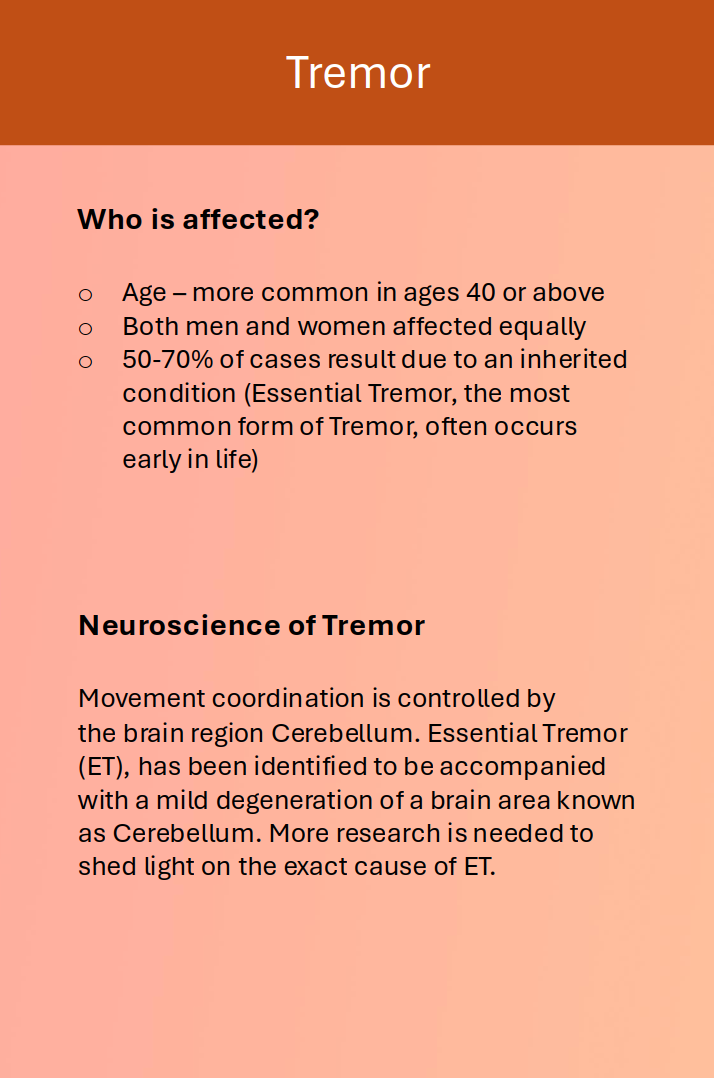 Tremor
Who is affected?
o Age – more common in ages 40 or above
o Both men and women affected equally
o 50-70% of cases result due to an inherited
condition (Essential Tremor, the most
common form of Tremor, often occurs
early in life)
Neuroscience of Tremor
Movement coordination is controlled by
the brain region Cerebellum. Essential Tremor
(ET), has been identified to be accompanied
with a mild degeneration of a brain area known
as Cerebellum. More research is needed to
shed light on the exact cause of ET.